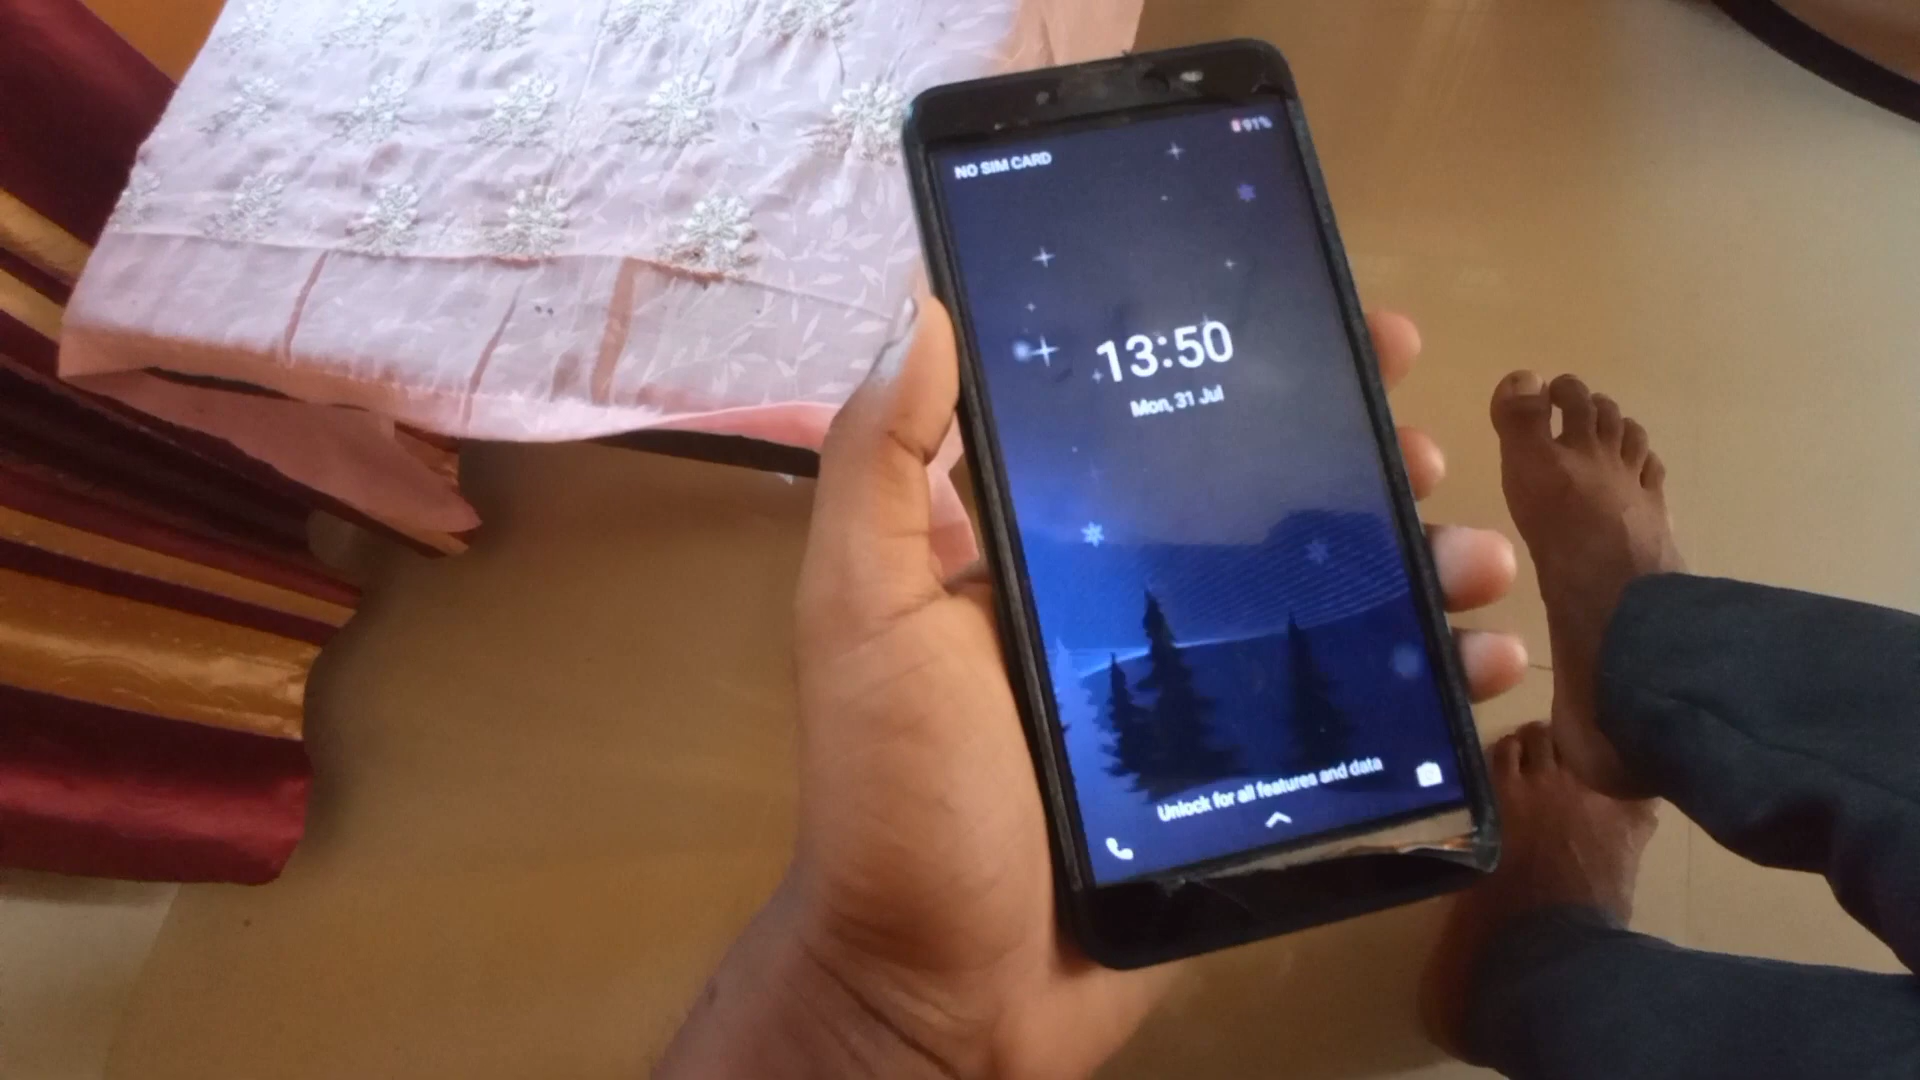 91%
NO SIM CARD
13:50
Mon, 31 Jul
Unlock for all features and data